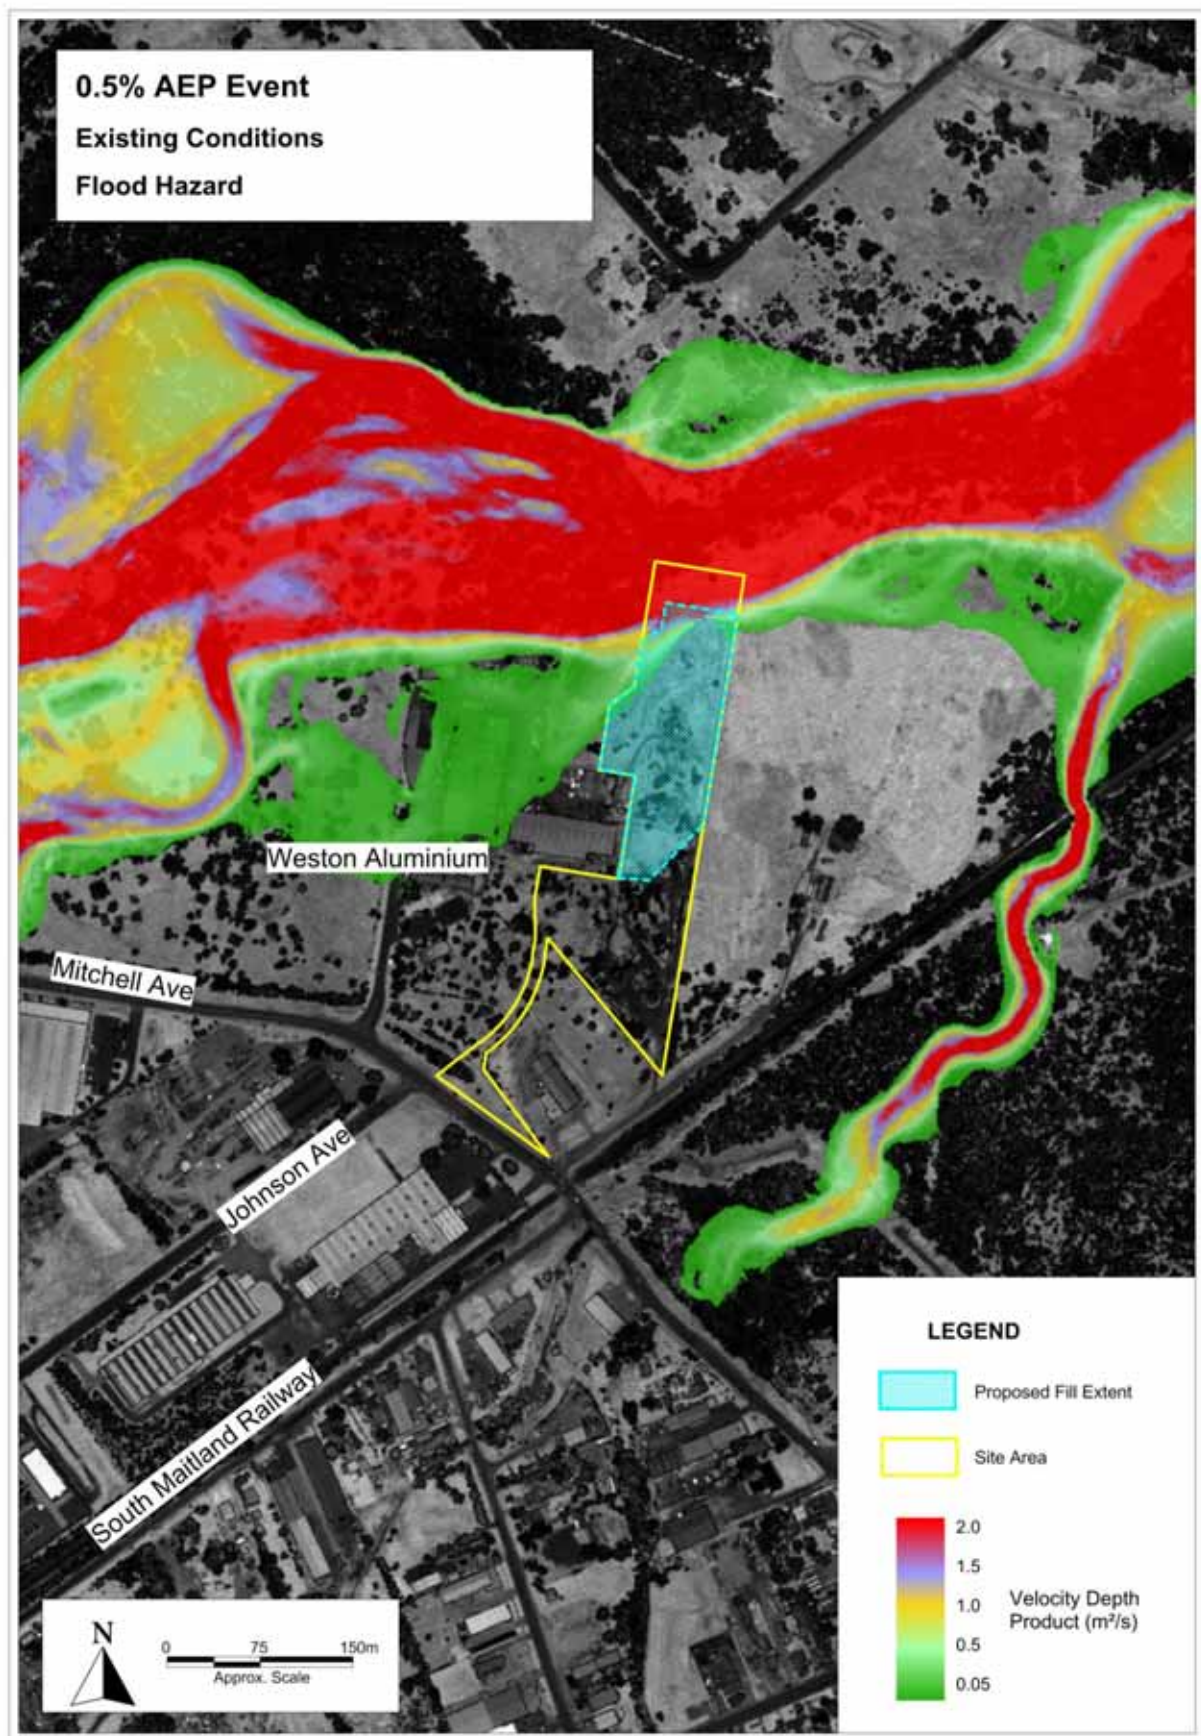 0.5% AEP Event
Existing Conditions
Flood Hazard
Weston Aluminium
Mitchell Ave
Johnson Ave
South Maitland Railway
LEGEND
Proposed Fill Extent
Site Area
2.0
1.5
1.0
0.5
0.05
Velocity Depth
Product (m²/s)
N
0 75 150m
Approx. Scale